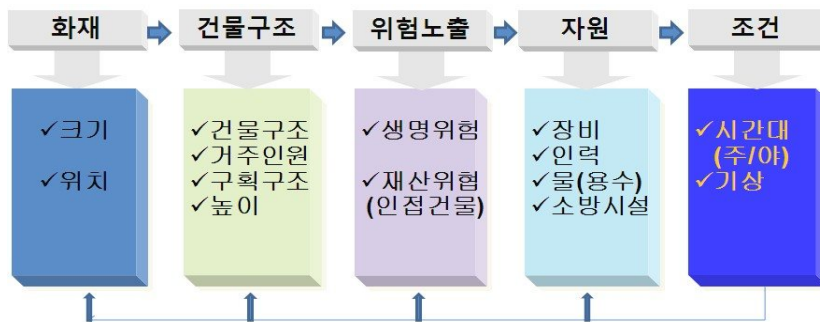 화재
건물구조
위험노출
자원
조건
✓크기
✓위치
✓건물구조
✓거주인원
✓구획구조
✓높이
✓생명위험
✓재산위협
(인접건물)
✓장비
✓인력
✓물(용수)
✓소방시설
✓시간대
(주/야)
✓기상